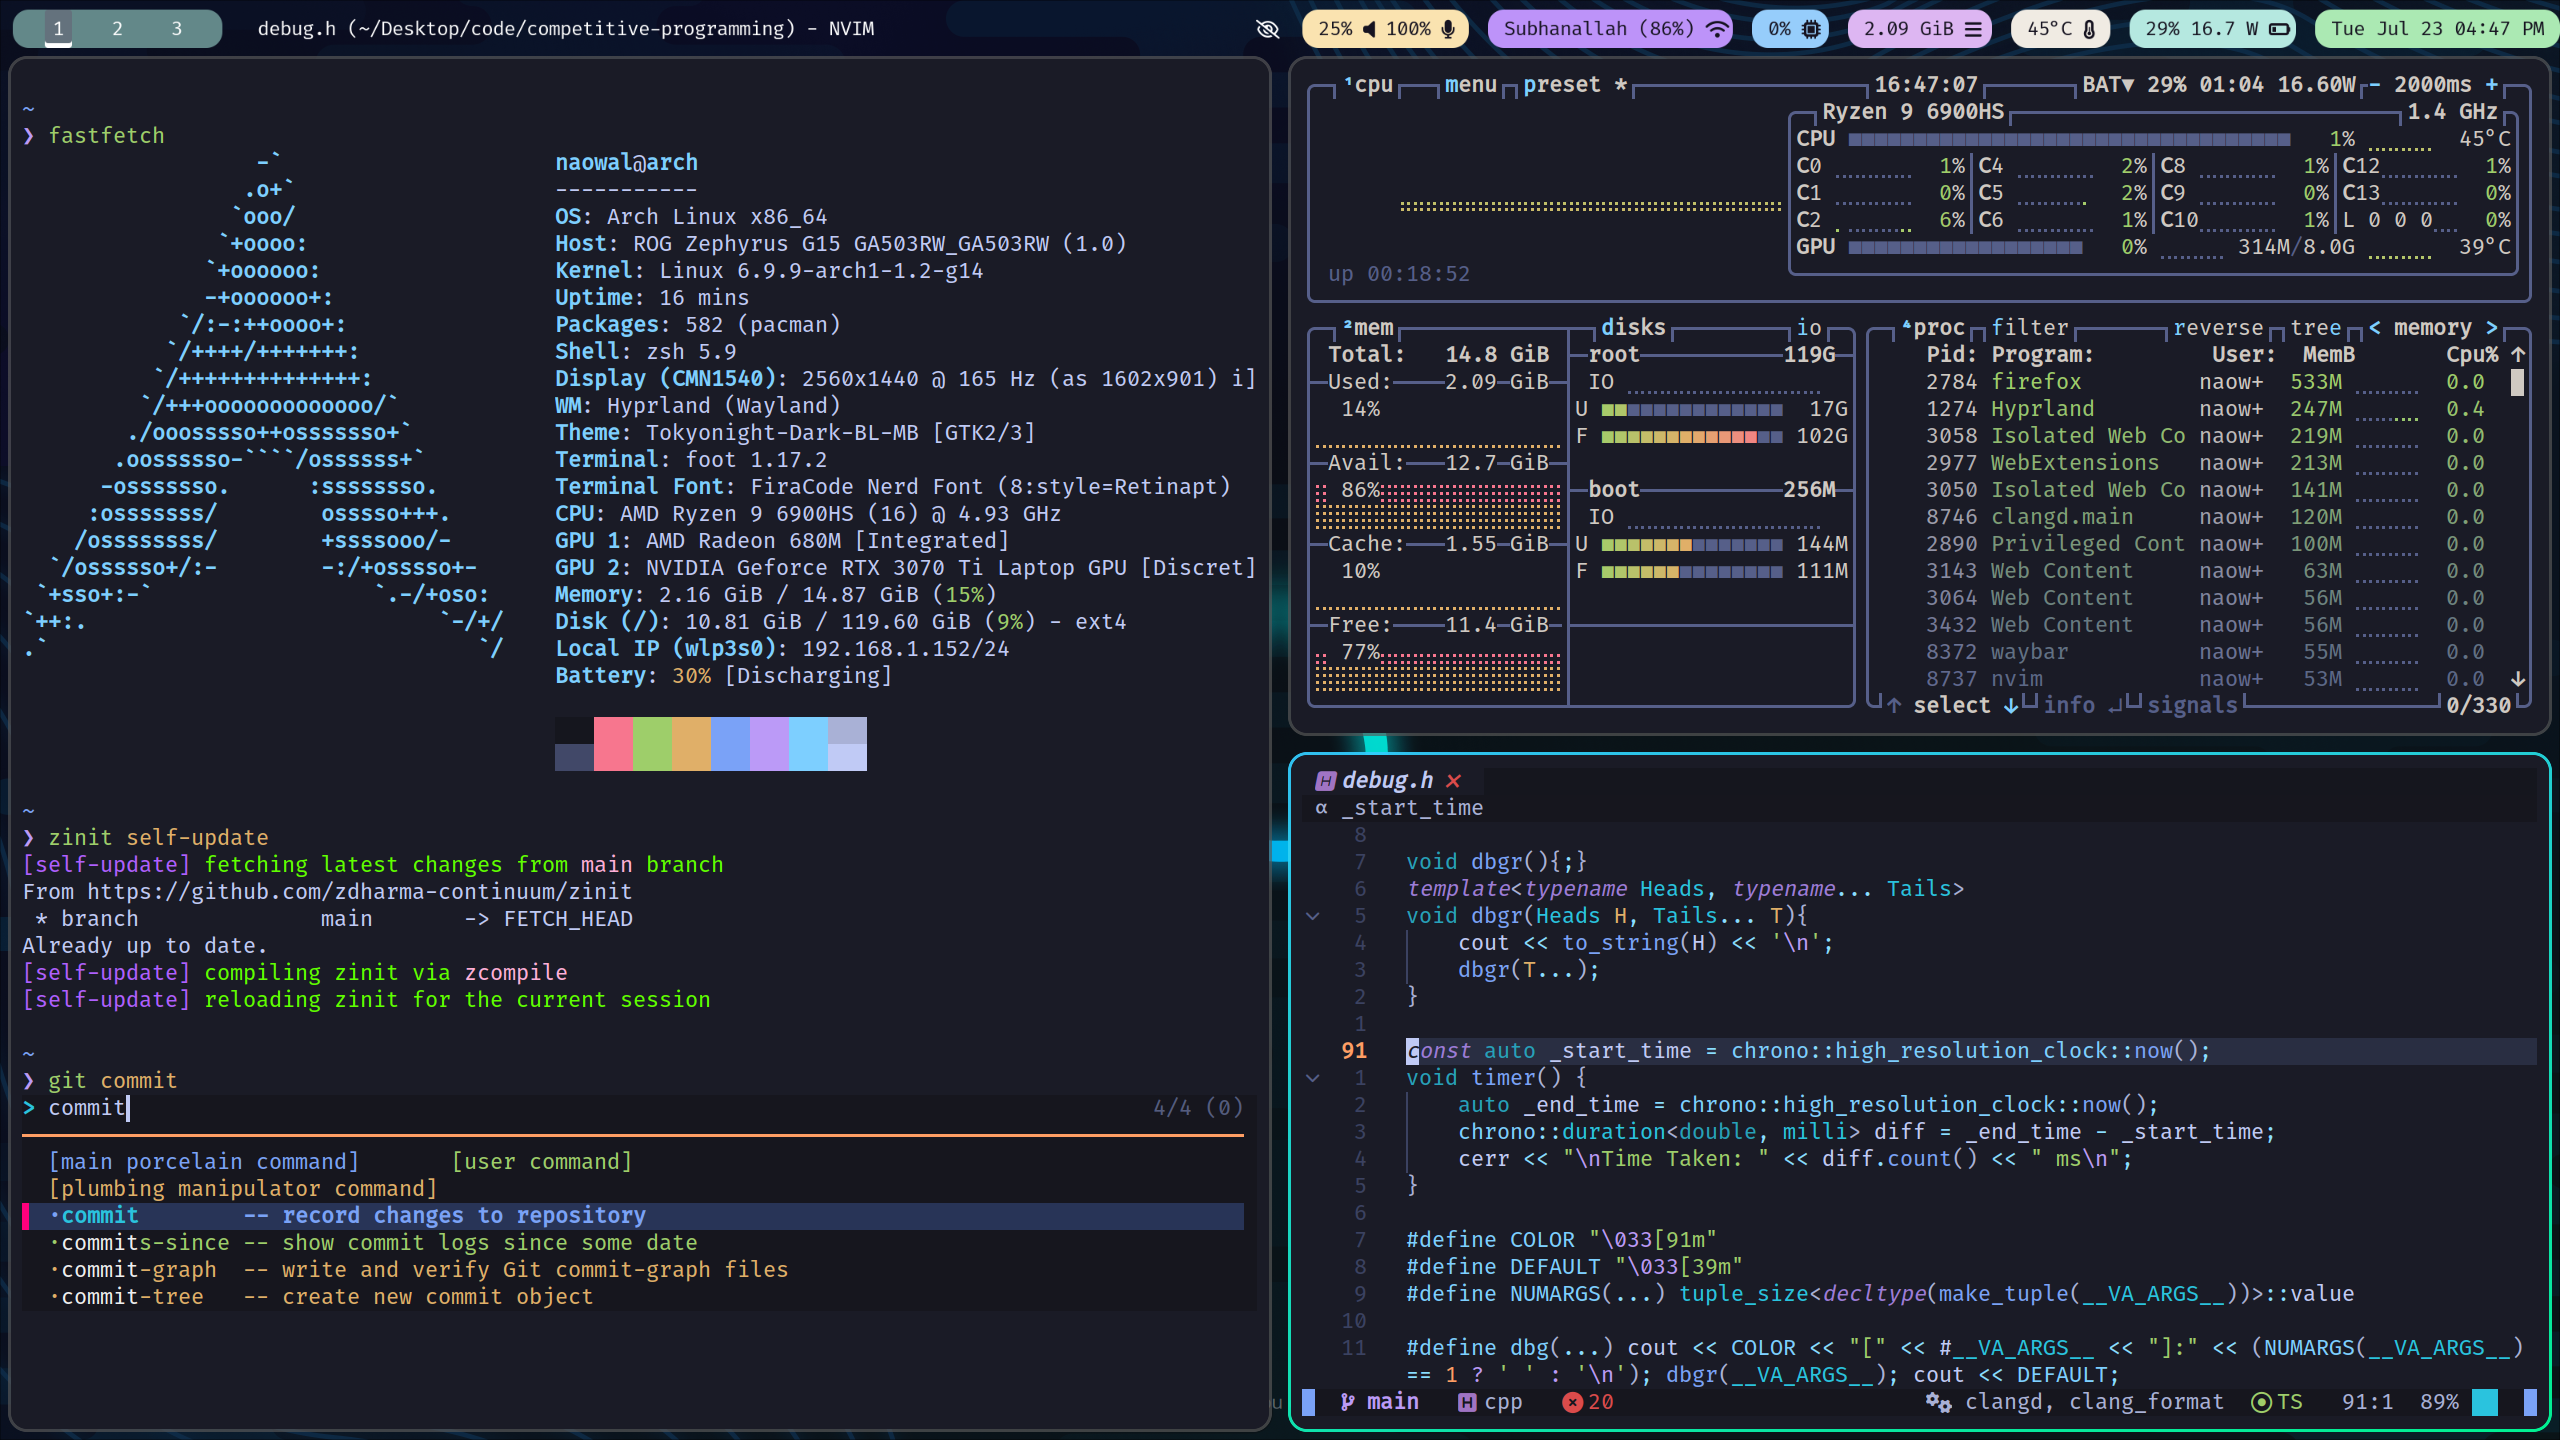 1 2 3 debug.h (~/Desktop/code/competitive-programming) - NVIM
25% 100% Subhanallah (86%) 0% 2.09 GiB 45°C 29% 16.7 W Tue Jul 23 04:47 PM
~
❯ fastfetch
-`
.o+`
`ooo/
`+oooo:
`+oooooo:
-+oooooo+:
`/:-:++oooo+:
`/++++/+++++++:
`/++++++++++++++:
`/+++ooooooooooooo/`
./ooosssso++osssssso+`
.oossssso-````/ossssss+`
-osssssso. :ssssssso.
:osssssss/ osssso+++.
/ossssssss/ +ssssooo/-
`/ossssso+/:- -:/+osssso+-
`+sso+:-` `.-/+oso:
`++:. `-/+/
.` `/
naowal@arch
-----------
OS: Arch Linux x86_64
Host: ROG Zephyrus G15 GA503RW_GA503RW (1.0)
Kernel: Linux 6.9.9-arch1-1.2-g14
Uptime: 16 mins
Packages: 582 (pacman)
Shell: zsh 5.9
Display (CMN1540): 2560x1440 @ 165 Hz (as 1602x901) i]
WM: Hyprland (Wayland)
Theme: Tokyonight-Dark-BL-MB [GTK2/3]
Terminal: foot 1.17.2
Terminal Font: FiraCode Nerd Font (8:style=Retinapt)
CPU: AMD Ryzen 9 6900HS (16) @ 4.93 GHz
GPU 1: AMD Radeon 680M [Integrated]
GPU 2: NVIDIA Geforce RTX 3070 Ti Laptop GPU [Discret]
Memory: 2.16 GiB / 14.87 GiB (15%)
Disk (/): 10.81 GiB / 119.60 GiB (9%) - ext4
Local IP (wlp3s0): 192.168.1.152/24
Battery: 30% [Discharging]
~
❯ zinit self-update
[self-update] fetching latest changes from main branch
From https://github.com/zdharma-continuum/zinit
* branch main -> FETCH_HEAD
Already up to date.
[self-update] compiling zinit via zcompile
[self-update] reloading zinit for the current session
~
❯ git commit
> commit 4/4 (0)
[main porcelain command] [user command]
[plumbing manipulator command]
·commit -- record changes to repository
·commits-since -- show commit logs since some date
·commit-graph -- write and verify Git commit-graph files
·commit-tree -- create new commit object
¹cpu menu preset * 16:47:07 BAT▼ 29% 01:04 16.60W - 2000ms +
Ryzen 9 6900HS 1.4 GHz
CPU 1% 45°C
C0 1% C4 2% C8 1% C12 1%
C1 0% C5 2% C9 0% C13 0%
C2 6% C6 1% C10 1% L 0 0 0 0%
GPU 0% 314M/8.0G 39°C
up 00:18:52
²mem disks io
Total: 14.8 GiB
Used: 2.09 GiB
14%
Avail: 12.7 GiB
86%
Cache: 1.55 GiB
10%
Free: 11.4 GiB
77%
root 119G
IO
U 17G
F 102G
boot 256M
IO
U 144M
F 111M
⁴proc filter reverse tree < memory >
Pid: Program: User: MemB Cpu% ↑
2784 firefox naow+ 533M 0.0
1274 Hyprland naow+ 247M 0.4
3058 Isolated Web Co naow+ 219M 0.0
2977 WebExtensions naow+ 213M 0.0
3050 Isolated Web Co naow+ 141M 0.0
8746 clangd.main naow+ 120M 0.0
2890 Privileged Cont naow+ 100M 0.0
3143 Web Content naow+ 63M 0.0
3064 Web Content naow+ 56M 0.0
3432 Web Content naow+ 56M 0.0
8372 waybar naow+ 55M 0.0
8737 nvim naow+ 53M 0.0 ↓
↑ select ↓ info ↵ signals 0/330
H debug.h ×
α _start_time
8
7 void dbgr(){;}
6 template<typename Heads, typename... Tails>
5 void dbgr(Heads H, Tails... T){
4 cout << to_string(H) << '\n';
3 dbgr(T...);
2 }
1
91 const auto _start_time = chrono::high_resolution_clock::now();
1 void timer() {
2 auto _end_time = chrono::high_resolution_clock::now();
3 chrono::duration<double, milli> diff = _end_time - _start_time;
4 cerr << "\nTime Taken: " << diff.count() << " ms\n";
5 }
6
7 #define COLOR "\033[91m"
8 #define DEFAULT "\033[39m"
9 #define NUMARGS(...) tuple_size<decltype(make_tuple(__VA_ARGS__))>::value
10
11 #define dbg(...) cout << COLOR << "[" << #__VA_ARGS__ << "]:" << (NUMARGS(__VA_ARGS__)
== 1 ? ' ' : '\n'); dbgr(__VA_ARGS__); cout << DEFAULT;
main H cpp × 20 clangd, clang_format TS 91:1 89%